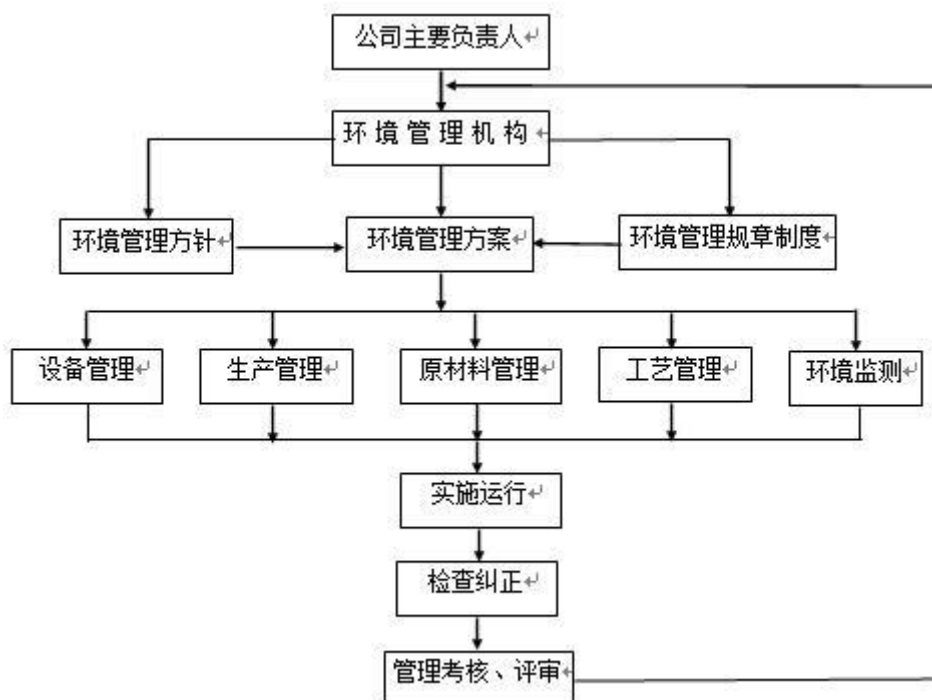 公司主要负责人
环境管理机构
环境管理方针
环境管理方案
环境管理规章制度
设备管理
生产管理
原材料管理
工艺管理
环境监测
实施运行
检查纠正
管理考核、评审